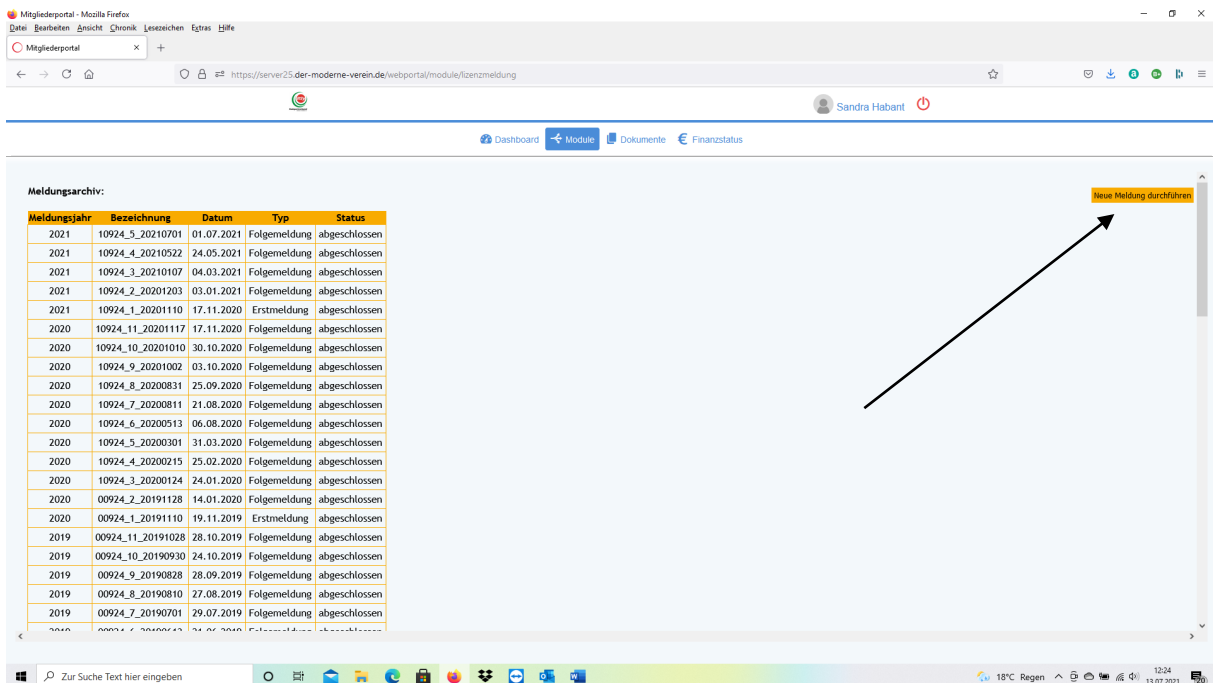 Mitgliederportal - Mozilla Firefox
Datei Bearbeiten Ansicht Chronik Lesezeichen Extras Hilfe
Mitgliederportal
https://server25.der-moderne-verein.de/webportal/module/lizenzmeldung
Sandra Habant
Dashboard Module Dokumente € Finanzstatus
Meldungsarchiv:
Neue Meldung durchführen
Meldungsjahr Bezeichnung Datum Typ Status
2021 10924_5_20210701 01.07.2021 Folgemeldung abgeschlossen
2021 10924_4_20210522 24.05.2021 Folgemeldung abgeschlossen
2021 10924_3_20210107 04.03.2021 Folgemeldung abgeschlossen
2021 10924_2_20201203 03.01.2021 Folgemeldung abgeschlossen
2021 10924_1_20201110 17.11.2020 Erstmeldung abgeschlossen
2020 10924_11_20201117 17.11.2020 Folgemeldung abgeschlossen
2020 10924_10_20201010 30.10.2020 Folgemeldung abgeschlossen
2020 10924_9_20201002 03.10.2020 Folgemeldung abgeschlossen
2020 10924_8_20200831 25.09.2020 Folgemeldung abgeschlossen
2020 10924_7_20200811 21.08.2020 Folgemeldung abgeschlossen
2020 10924_6_20200513 06.08.2020 Folgemeldung abgeschlossen
2020 10924_5_20200301 31.03.2020 Folgemeldung abgeschlossen
2020 10924_4_20200215 25.02.2020 Folgemeldung abgeschlossen
2020 10924_3_20200124 24.01.2020 Folgemeldung abgeschlossen
2020 00924_2_20191128 14.01.2020 Folgemeldung abgeschlossen
2020 00924_1_20191110 19.11.2019 Erstmeldung abgeschlossen
2019 00924_11_20191028 28.10.2019 Folgemeldung abgeschlossen
2019 00924_10_20190930 24.10.2019 Folgemeldung abgeschlossen
2019 00924_9_20190828 28.09.2019 Folgemeldung abgeschlossen
2019 00924_8_20190810 27.08.2019 Folgemeldung abgeschlossen
2019 00924_7_20190701 29.07.2019 Folgemeldung abgeschlossen
Zur Suche Text hier eingeben
18°C Regen
12:24
13.07.2021